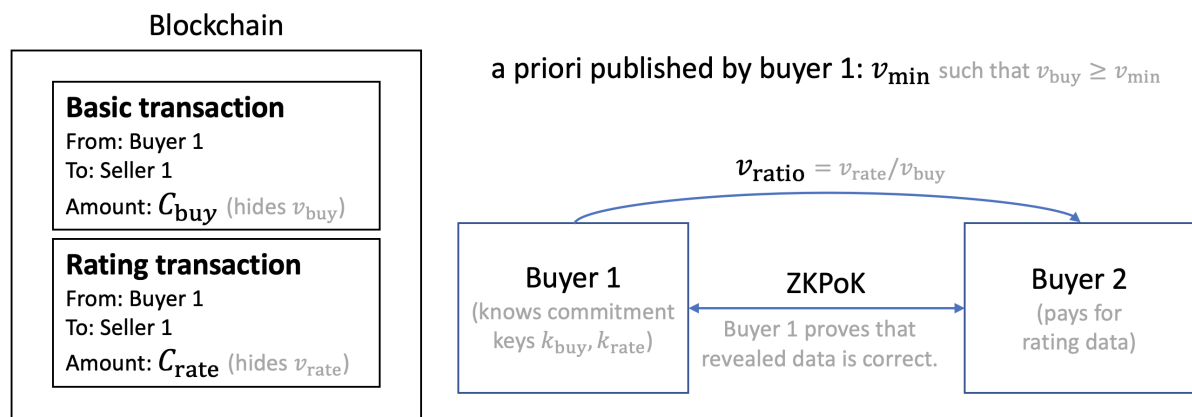 Blockchain
Basic transaction
From: Buyer 1
To: Seller 1
Amount: C_buy (hides v_buy)
Rating transaction
From: Buyer 1
To: Seller 1
Amount: C_rate (hides v_rate)
a priori published by buyer 1: v_min such that v_buy ≥ v_min
v_ratio = v_rate/v_buy
Buyer 1
(knows commitment
keys k_buy, k_rate)
ZKPoK
Buyer 1 proves that
revealed data is correct.
Buyer 2
(pays for
rating data)